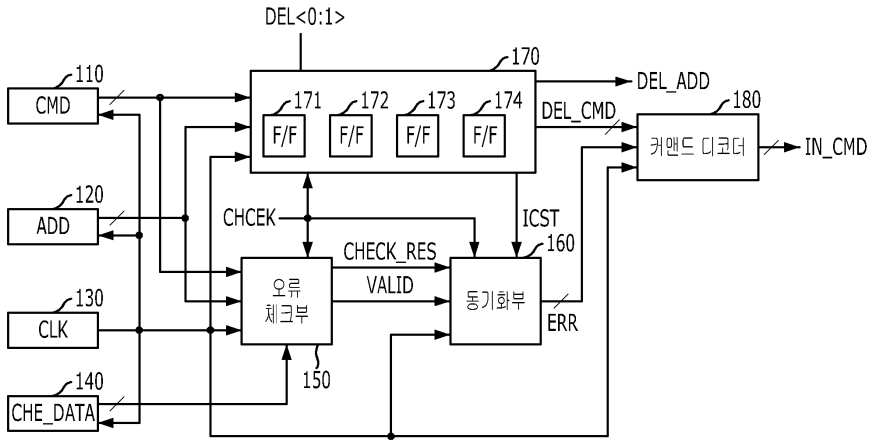 DEL<0:1>
170
110
CMD
171
172
173
174
F/F
F/F
F/F
F/F
DEL_ADD
DEL_CMD
180
커맨드 디코더
IN_CMD
120
ADD
CHCEK
ICST
160
CHECK_RES
VALID
오류
체크부
동기화부
ERR
130
CLK
150
140
CHE_DATA